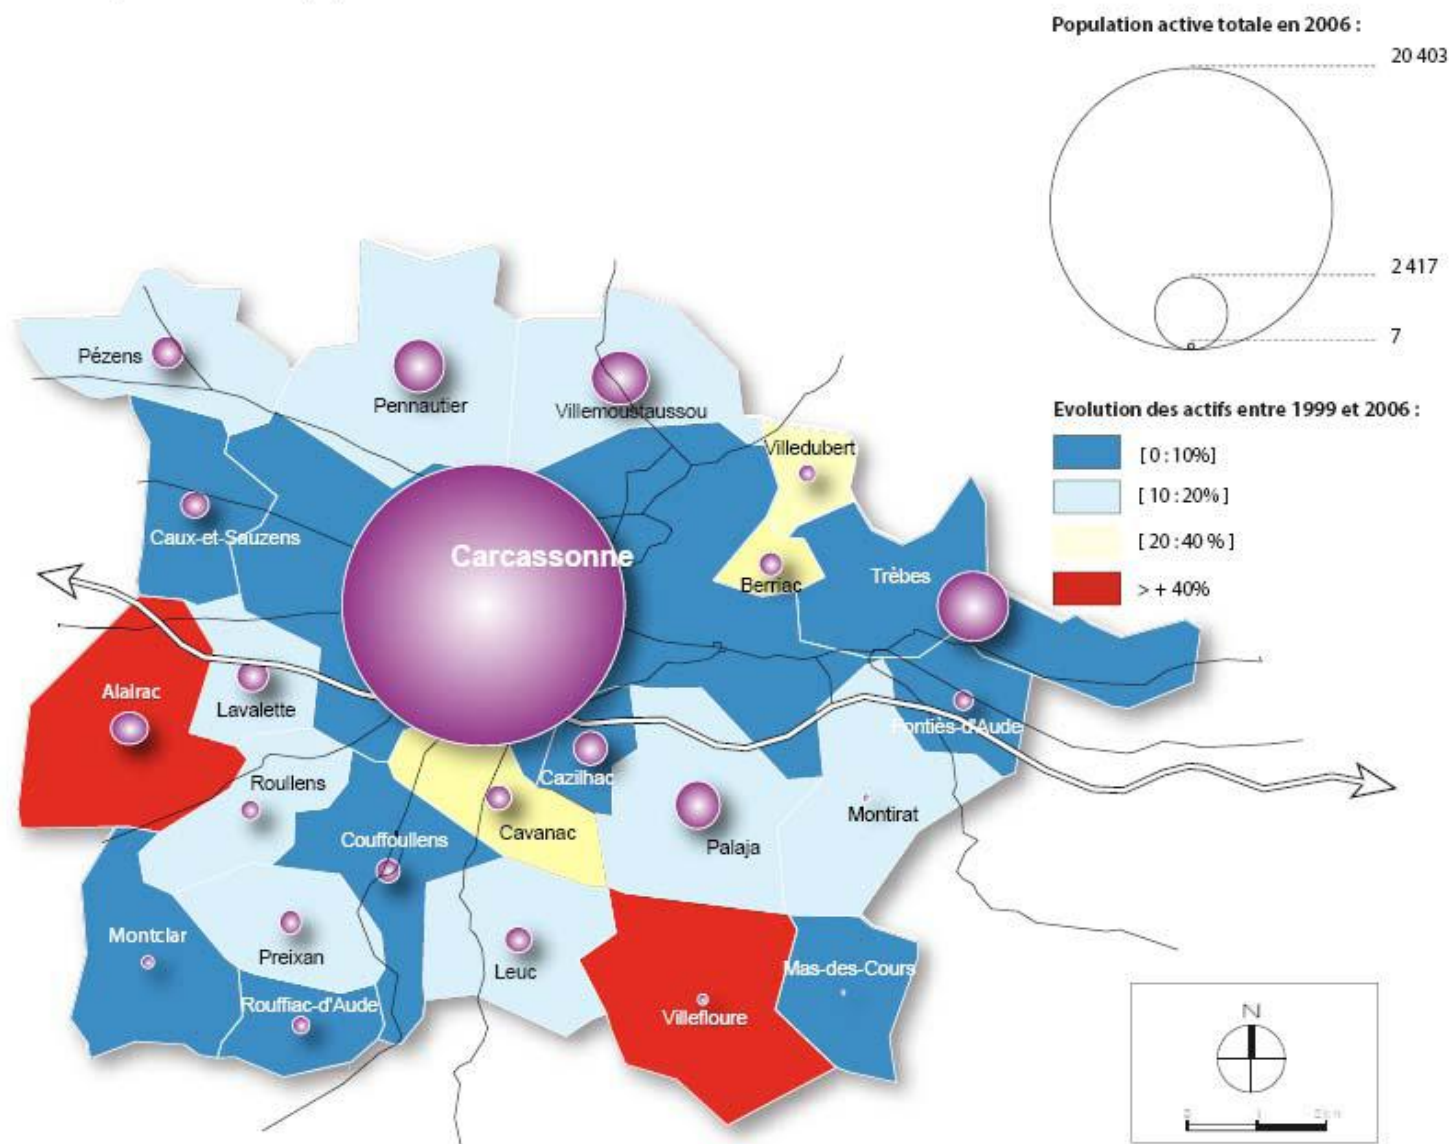 Population active totale en 2006 :
20 403
2 417
7
Evolution des actifs entre 1999 et 2006 :
[ 0 : 10%]
[ 10 : 20% ]
[ 20 : 40 % ]
> + 40%
Pézens
Pennautier
Villemoustaussou
Villedubert
Caux-et-Sauzens
Carcassonne
Berriac
Trèbes
Alairac
Lavalette
Fontiès-d'Aude
Roullens
Cazilhac
Cavanac
Palaja
Montirat
Couffoullens
Montclar
Preixan
Leuc
Mas-des-Cours
Rouffiac-d'Aude
Villefloure
N
0